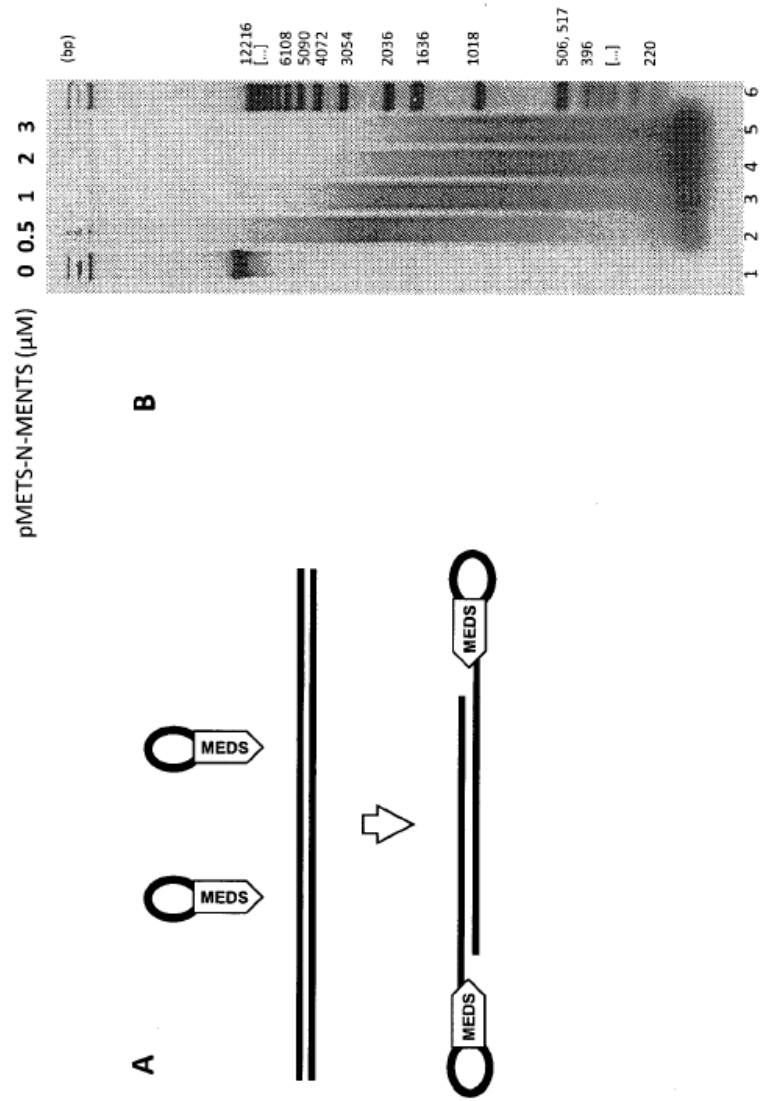 A
MEDS
MEDS
MEDS
MEDS
B
pMETS-N-MENTS (µM)
0 0.5 1 2 3
(bp)
12216
[...]
6108
5090
4072
3054
2036
1636
1018
506, 517
396
[...]
220
1 2 3 4 5 6